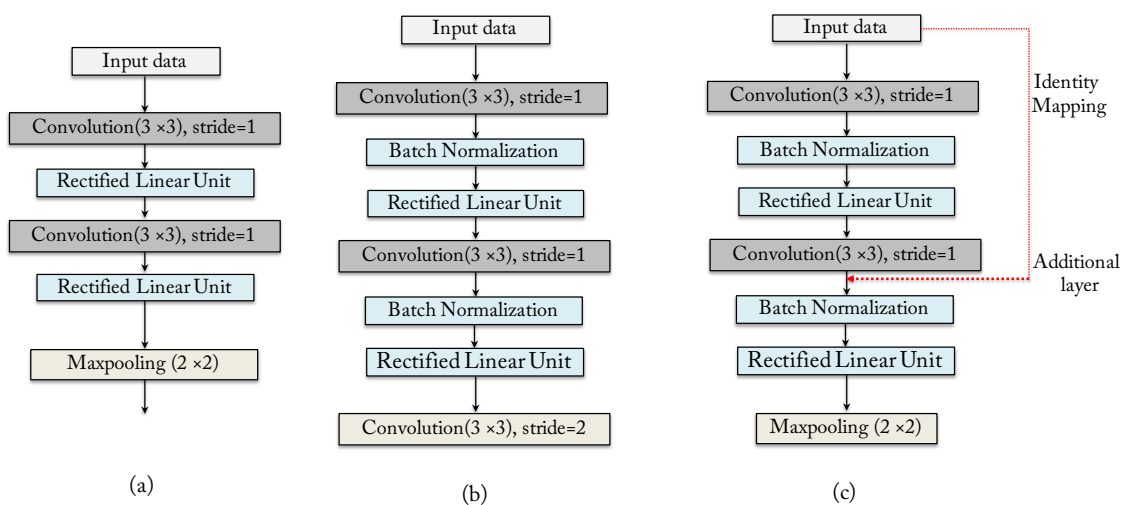 Input data
Convolution(3 ×3), stride=1
Rectified Linear Unit
Convolution(3 ×3), stride=1
Rectified Linear Unit
Maxpooling (2 ×2)
(a)
Input data
Convolution(3 ×3), stride=1
Batch Normalization
Rectified Linear Unit
Convolution(3 ×3), stride=1
Batch Normalization
Rectified Linear Unit
Convolution(3 ×3), stride=2
(b)
Input data
Convolution(3 ×3), stride=1
Batch Normalization
Rectified Linear Unit
Convolution(3 ×3), stride=1
Batch Normalization
Rectified Linear Unit
Maxpooling (2 ×2)
Identity
Mapping
Additional
layer
(c)